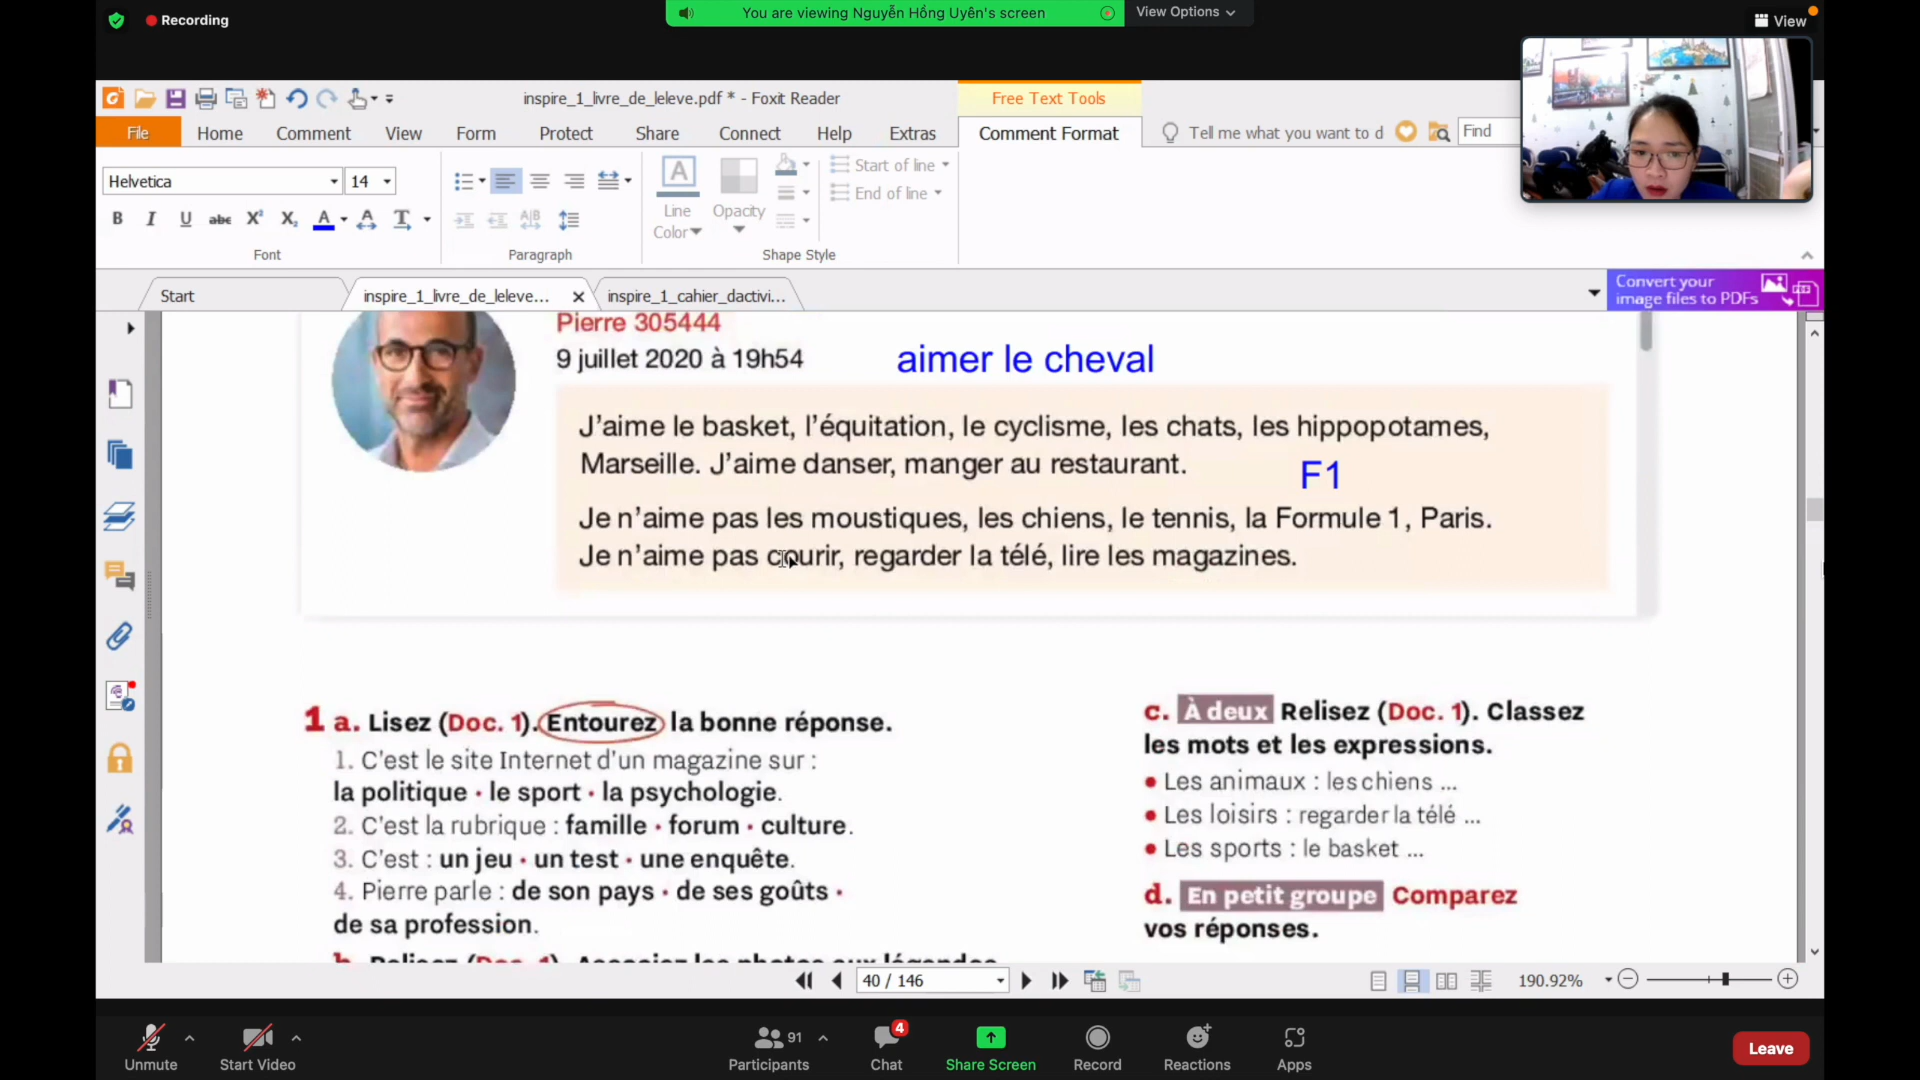 Recording
You are viewing Nguyễn Hồng Uyên's screen
View Options
View
inspire_1_livre_de_leleve.pdf * - Foxit Reader
Free Text Tools
File
Home
Comment
View
Form
Protect
Share
Connect
Help
Extras
Comment Format
Tell me what you want to d
Find
Helvetica
14
Line Color
Opacity
Start of line
End of line
Font
Paragraph
Shape Style
Start
inspire_1_livre_de_leleve...
inspire_1_cahier_dactivi...
Convert your
image files to PDFs
Pierre 305444
9 juillet 2020 à 19h54
aimer le cheval
J'aime le basket, l'équitation, le cyclisme, les chats, les hippopotames,
Marseille. J'aime danser, manger au restaurant.
F1
Je n'aime pas les moustiques, les chiens, le tennis, la Formule 1, Paris.
Je n'aime pas courir, regarder la télé, lire les magazines.
1 a. Lisez (Doc. 1). Entourez la bonne réponse.
1. C'est le site Internet d'un magazine sur :
la politique • le sport • la psychologie.
2. C'est la rubrique : famille • forum • culture.
3. C'est : un jeu • un test • une enquête.
4. Pierre parle : de son pays • de ses goûts •
de sa profession.
b. Relisez (Doc. 1). Associez les photos aux légendes
c. À deux Relisez (Doc. 1). Classez
les mots et les expressions.
• Les animaux : les chiens ...
• Les loisirs : regarder la télé ...
• Les sports : le basket ...
d. En petit groupe Comparez
vos réponses.
40 / 146
190.92%
Unmute
Start Video
91
Participants
4
Chat
Share Screen
Record
Reactions
Apps
Leave